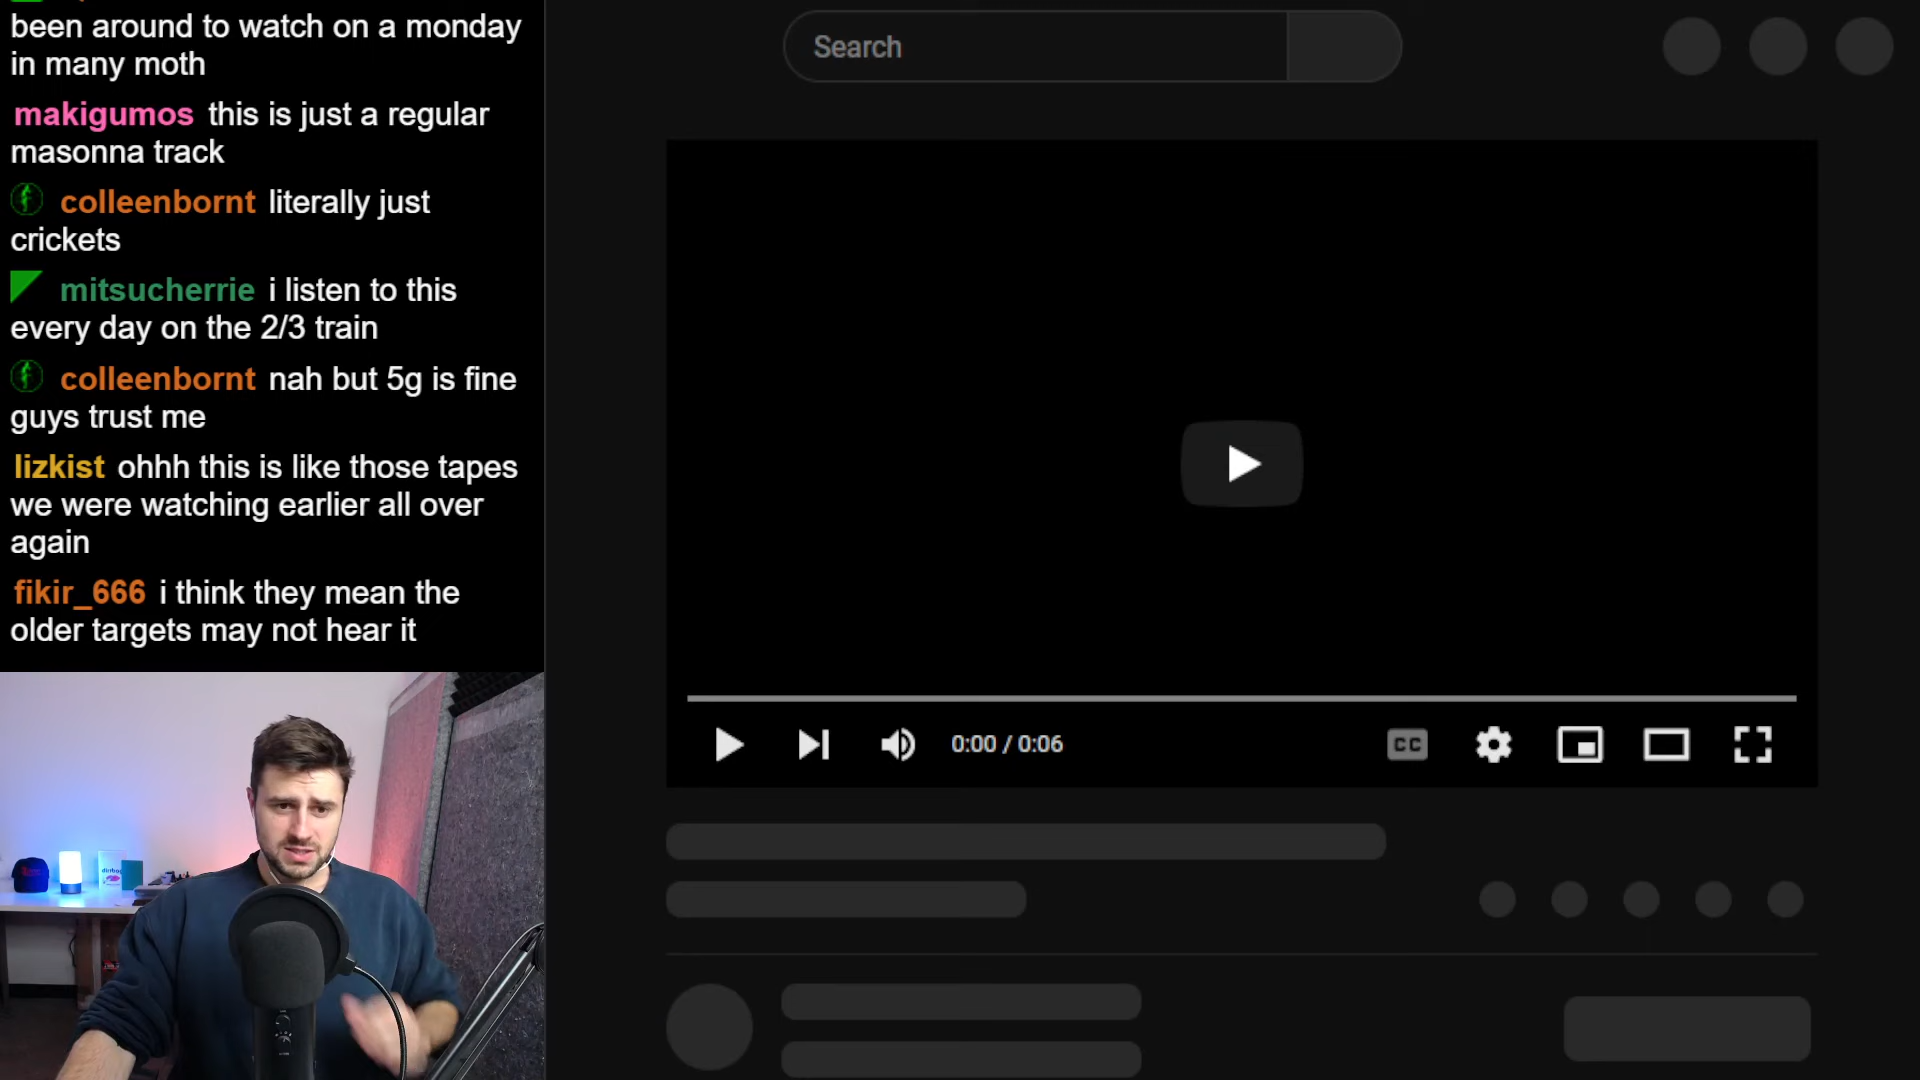 been around to watch on a monday
in many moth
makigumos this is just a regular
masonna track
colleenbornt literally just
crickets
mitsucherrie i listen to this
every day on the 2/3 train
colleenbornt nah but 5g is fine
guys trust me
lizkist ohhh this is like those tapes
we were watching earlier all over
again
fikir_666 i think they mean the
older targets may not hear it
Search
0:00 / 0:06
CC